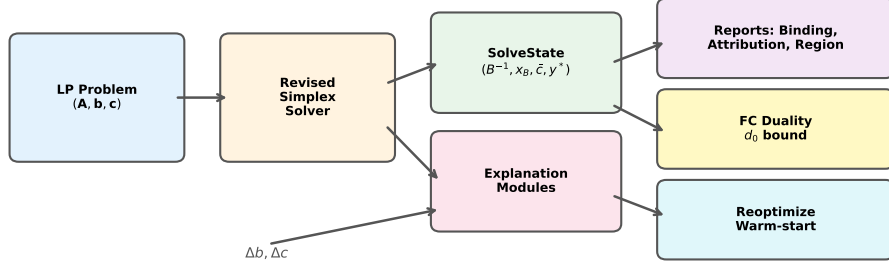 LP Problem
(A, b, c)
Revised
Simplex
Solver
SolveState
(B⁻¹, x_B, c̄, y*)
Explanation
Modules
Δb, Δc
Reports: Binding,
Attribution, Region
FC Duality
d₀ bound
Reoptimize
Warm-start